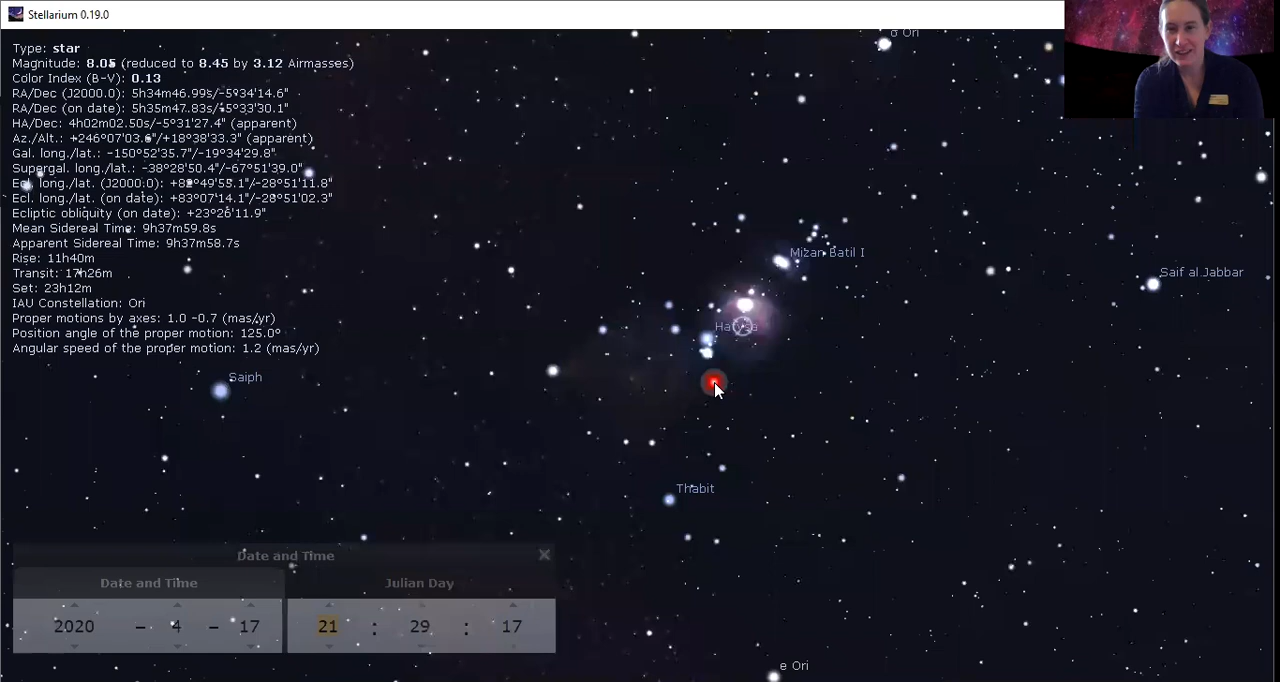 Stellarium 0.19.0
Type: star
Magnitude: 8.05 (reduced to 8.45 by 3.12 Airmasses)
Color Index (B-V): 0.13
RA/Dec (J2000.0): 5h34m46.99s/-5°34'14.6"
RA/Dec (on date): 5h35m47.83s/-5°33'30.1"
HA/Dec: 4h02m02.50s/-5°31'27.4" (apparent)
Az./Alt.: +246°07'03.6"/+18°38'33.3" (apparent)
Gal. long./lat.: -150°52'35.7"/-19°34'29.8"
Supergal. long./lat.: -38°28'50.4"/-67°51'39.0"
Ecl. long./lat. (J2000.0): +82°49'55.1"/-28°51'11.8"
Ecl. long./lat. (on date): +83°07'14.1"/-28°51'02.3"
Ecliptic obliquity (on date): +23°26'11.9"
Mean Sidereal Time: 9h37m59.8s
Apparent Sidereal Time: 9h37m58.7s
Rise: 11h40m
Transit: 17h26m
Set: 23h12m
IAU Constellation: Ori
Proper motions by axes: 1.0 -0.7 (mas/yr)
Position angle of the proper motion: 125.0°
Angular speed of the proper motion: 1.2 (mas/yr)
σ Ori
Mizan Batil I
Saif al Jabbar
Hatysa
Saiph
Thabit
e Ori
Date and Time
Date and Time Julian Day
2020 - 4 - 17 21 : 29 : 17